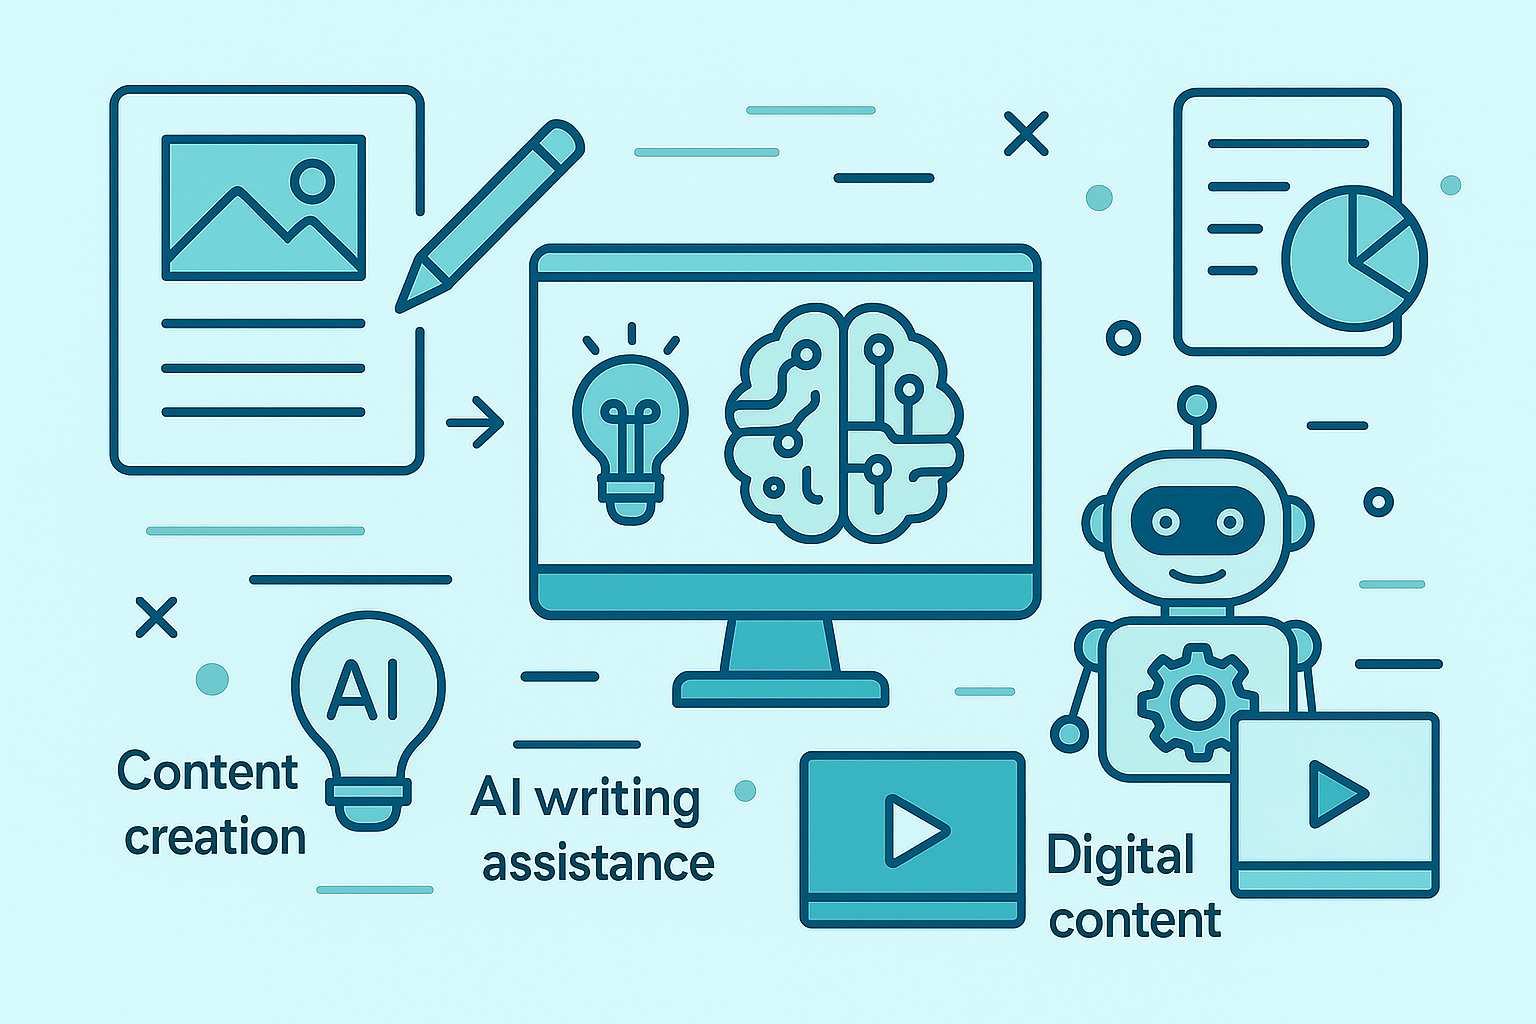 AI
Content
creation
AI writing
assistance
Digital
content